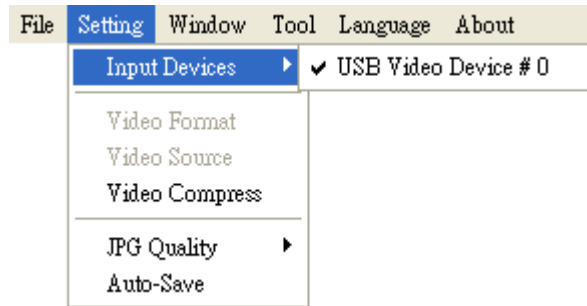 File Setting Window Tool Language About
Input Devices USB Video Device # 0
Video Format
Video Source
Video Compress
JPG Quality
Auto-Save